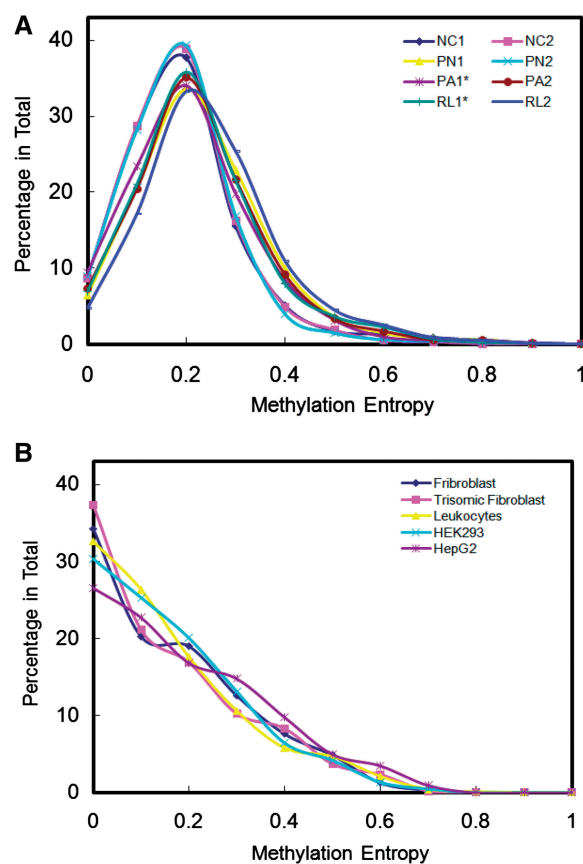 A
NC1 NC2
PN1 PN2
PA1* PA2
RL1* RL2
Percentage in Total
40
30
20
10
0
0 0.2 0.4 0.6 0.8 1
Methylation Entropy
B
Fribroblast
Trisomic Fibroblast
Leukocytes
HEK293
HepG2
Percentage in Total
40
30
20
10
0
0 0.2 0.4 0.6 0.8 1
Methylation Entropy